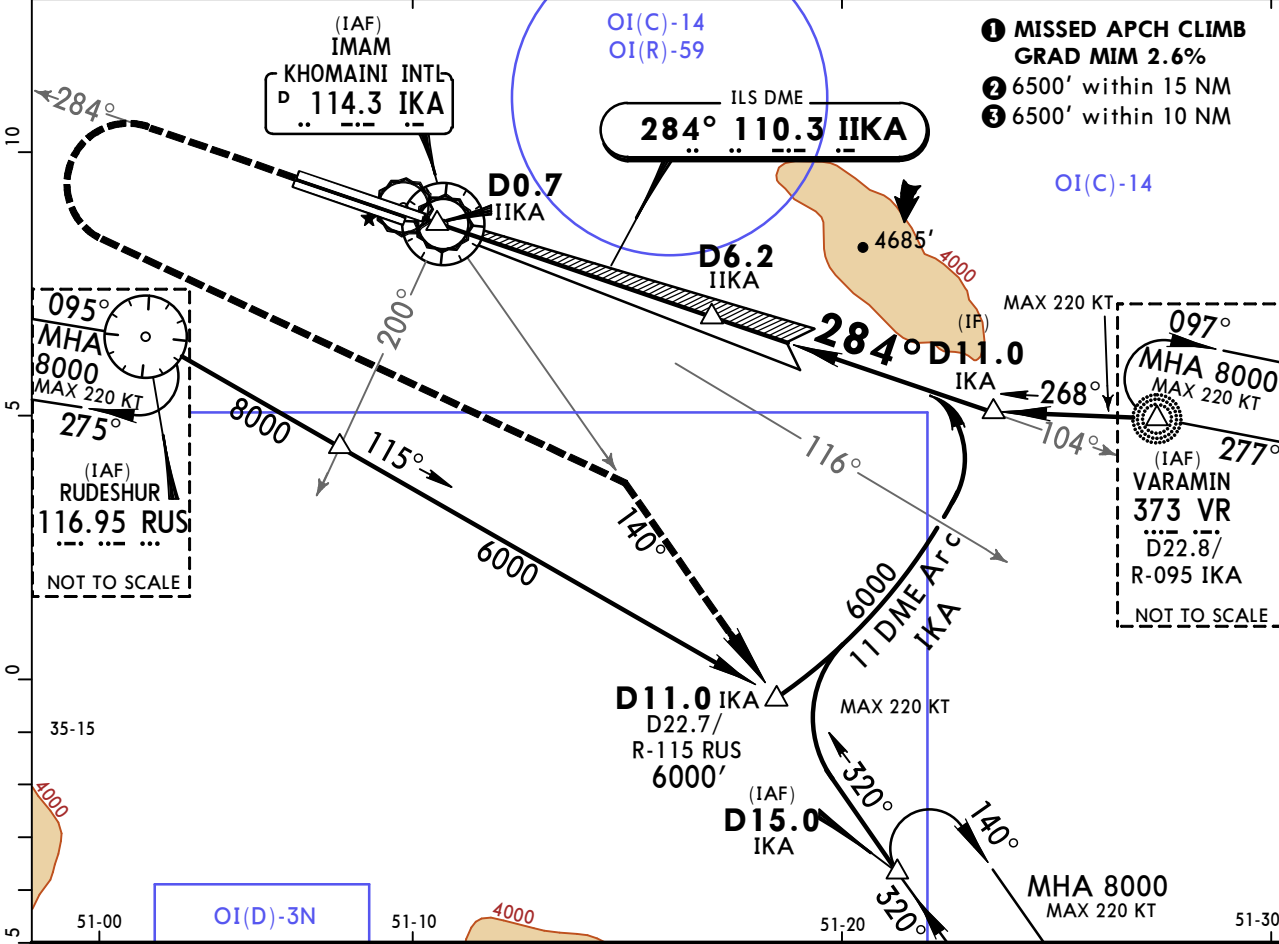 (IAF)
IMAM
KHOMAINI INTL
D 114.3 IKA
OI(C)-14
OI(R)-59
❶ MISSED APCH CLIMB
GRAD MIM 2.6%
❷ 6500' within 15 NM
❸ 6500' within 10 NM
ILS DME
284° 110.3 IIKA
OI(C)-14
284°
10
D0.7
IIKA
D6.2
IIKA
4685'
4000
200°
095°
MHA
8000
MAX 220 KT
275°
(IAF)
RUDESHUR
116.95 RUS
NOT TO SCALE
5
8000
115°
6000
284°
(IF)
D11.0
IKA
MAX 220 KT
268°
104°
097°
MHA 8000
MAX 220 KT
277°
(IAF)
VARAMIN
373 VR
D22.8/
R-095 IKA
NOT TO SCALE
116°
140°
6000
11 DME Arc
IKA
0
D11.0 IKA
D22.7/
R-115 RUS
6000'
MAX 220 KT
35-15
4000
(IAF)
D15.0
IKA
320°
140°
320°
MHA 8000
MAX 220 KT
OI(D)-3N
4000
5
51-00
51-10
51-20
51-30